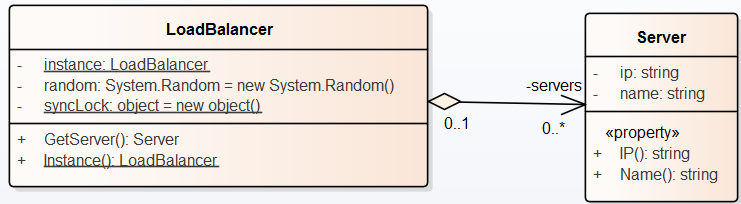 LoadBalancer
- instance: LoadBalancer
- random: System.Random = new System.Random()
- syncLock: object = new object()
+ GetServer(): Server
+ Instance(): LoadBalancer
-servers
0..1
0..*
Server
- ip: string
- name: string
«property»
+ IP(): string
+ Name(): string